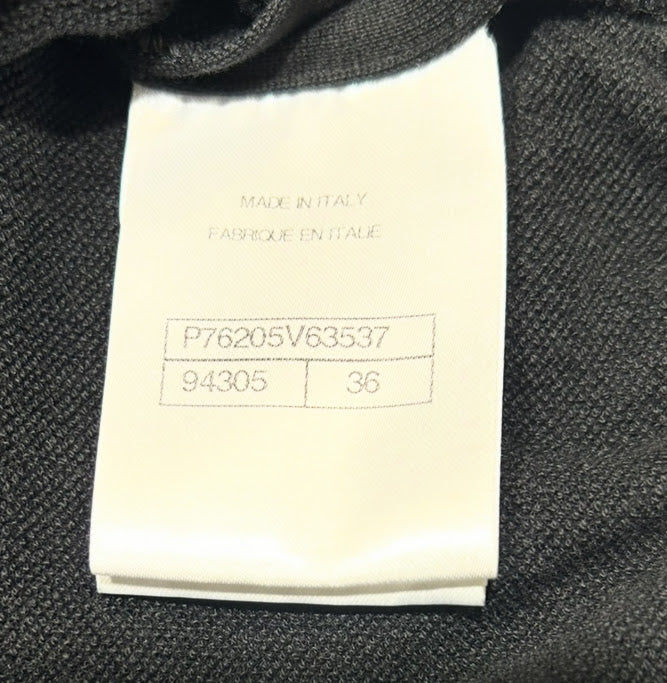 MADE IN ITALY
FABRIQUE EN ITALIE
P76205V63537
94305 36